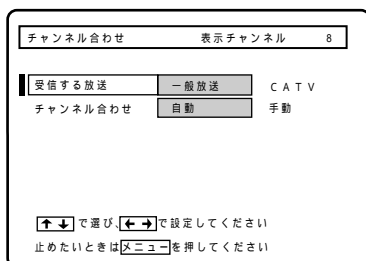 チャンネル合わせ 表示チャンネル 8
受信する放送 一般放送 CATV
チャンネル合わせ 自動 手動
↑↓で選び、←→で設定してください
止めたいときはメニューを押してください